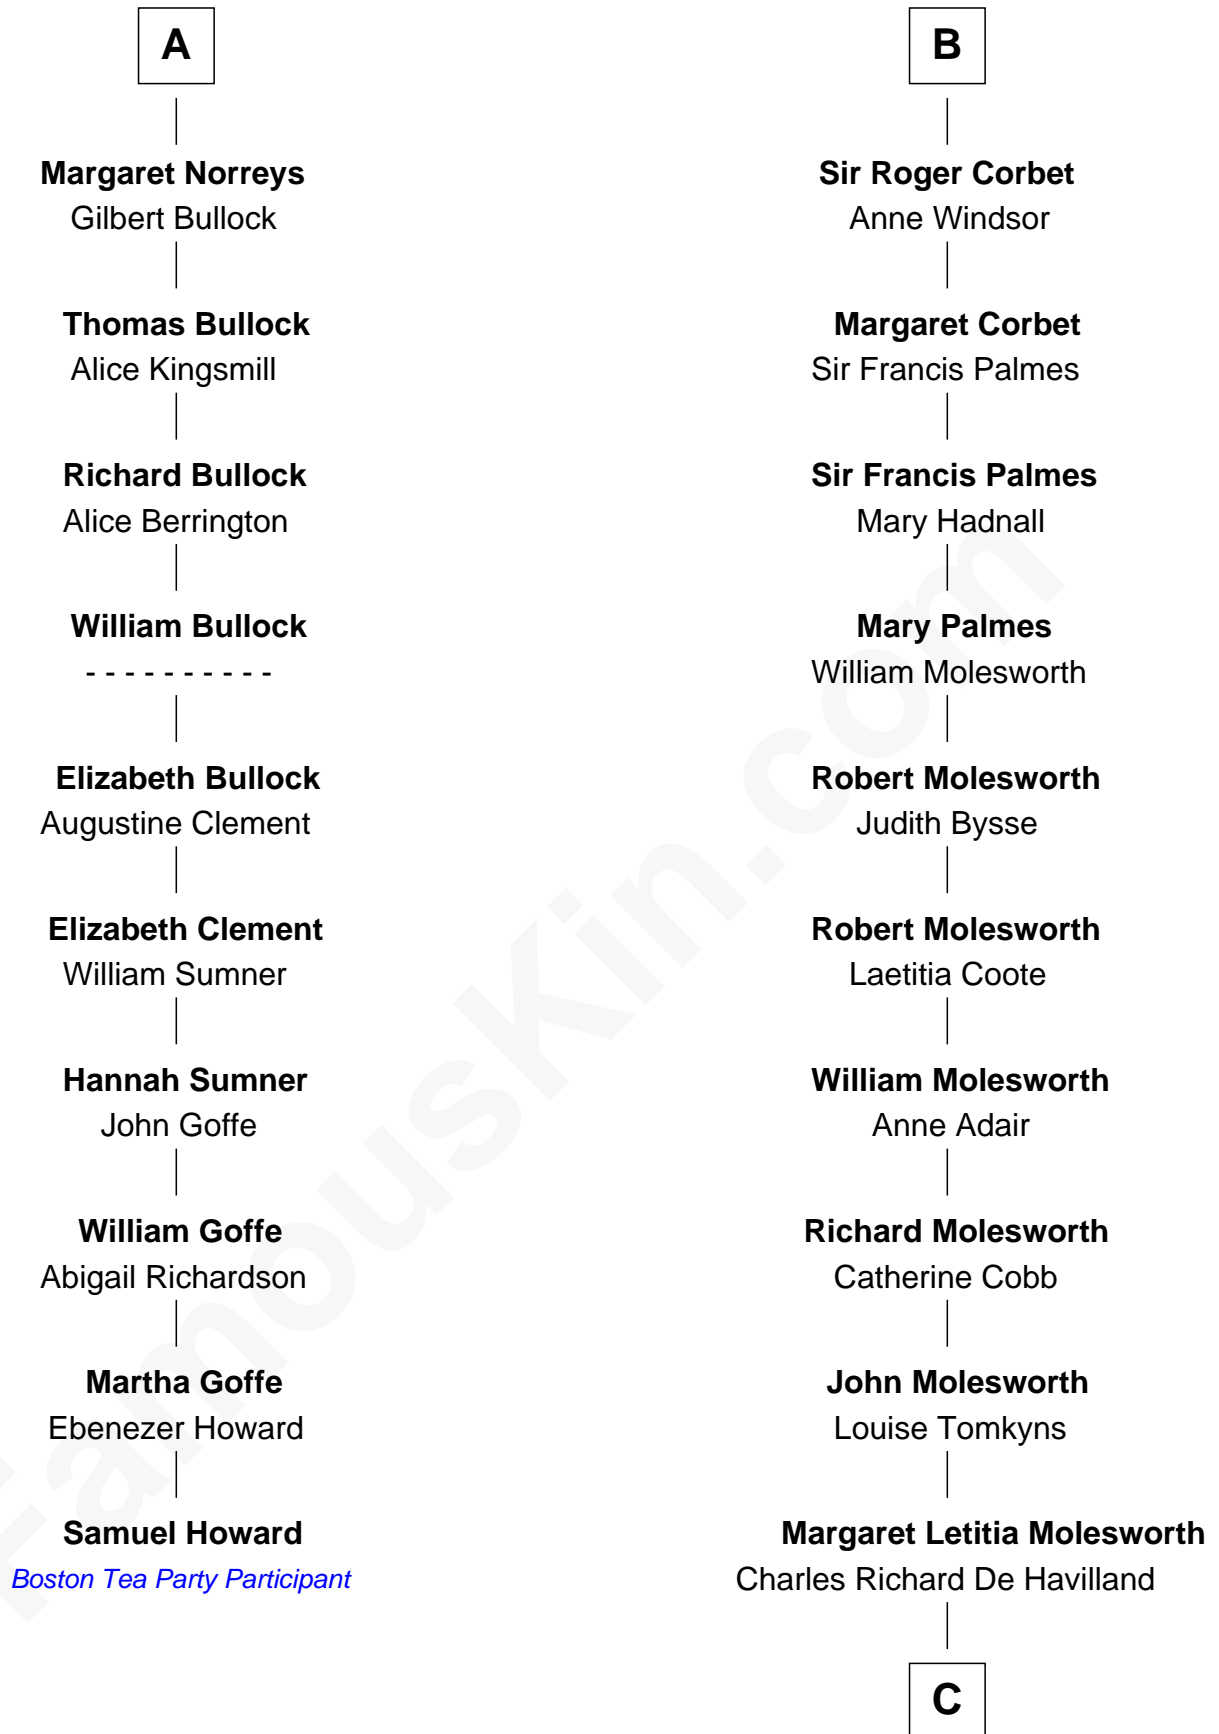 A
Margaret Norreys
Gilbert Bullock
Thomas Bullock
Alice Kingsmill
Richard Bullock
Alice Berrington
William Bullock
- - - - - - - - - -
Elizabeth Bullock
Augustine Clement
Elizabeth Clement
William Sumner
Hannah Sumner
John Goffe
William Goffe
Abigail Richardson
Martha Goffe
Ebenezer Howard
Samuel Howard
Boston Tea Party Participant
B
Sir Roger Corbet
Anne Windsor
Margaret Corbet
Sir Francis Palmes
Sir Francis Palmes
Mary Hadnall
Mary Palmes
William Molesworth
Robert Molesworth
Judith Bysse
Robert Molesworth
Laetitia Coote
William Molesworth
Anne Adair
Richard Molesworth
Catherine Cobb
John Molesworth
Louise Tomkyns
Margaret Letitia Molesworth
Charles Richard De Havilland
C
FamousKin.com